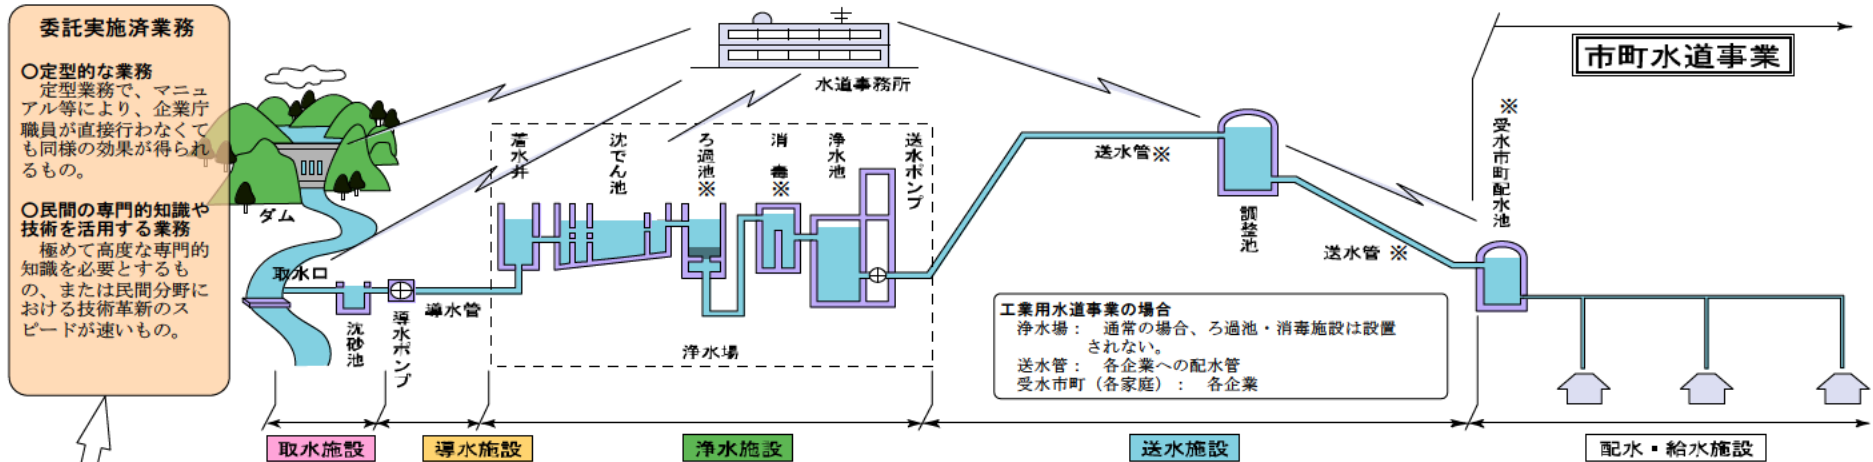 委託実施済業務
〇定型的な業務
定型業務で、マニュ
アル等により、企業庁
職員が直接行わなくて
も同様の効果が得られ
るもの。
〇民間の専門的知識や
技術を活用する業務
極めて高度な専門的
知識を必要とするも
の、または民間分野に
おける技術革新のス
ピードが速いもの。
水道事務所
市町水道事業
ダム
取水口
沈砂池
導水ポンプ
導水管
着水井
沈でん池
ろ過池※
消毒※
浄水池
送水ポンプ
浄水場
送水管※
調整池
送水管 ※
※受水市町配水池
工業用水道事業の場合
浄水場： 通常の場合、ろ過池・消毒施設は設置
されない。
送水管： 各企業への配水管
受水市町（各家庭）： 各企業
取水施設
導水施設
浄水施設
送水施設
配水・給水施設